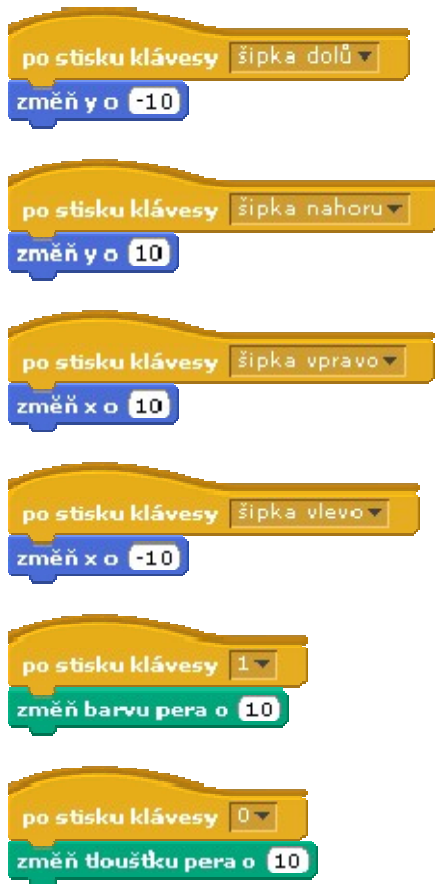 po stisku klávesy šipka dolů
změň y o -10
po stisku klávesy šipka nahoru
změň y o 10
po stisku klávesy šipka vpravo
změň x o 10
po stisku klávesy šipka vlevo
změň x o -10
po stisku klávesy 1
změň barvu pera o 10
po stisku klávesy 0
změň tloušťku pera o 10